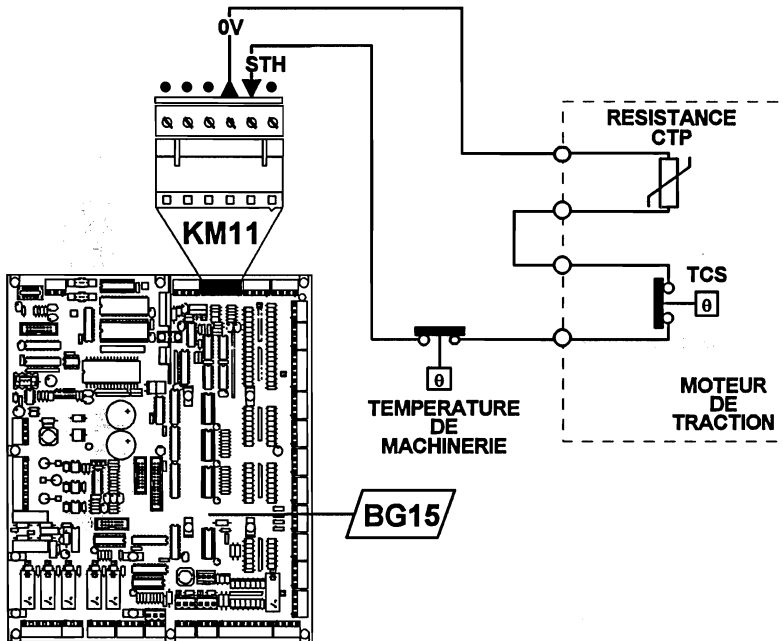 0V
STH
RESISTANCE
CTP
KM11
TCS
θ
θ
TEMPERATURE
DE
MACHINERIE
MOTEUR
DE
TRACTION
BG15